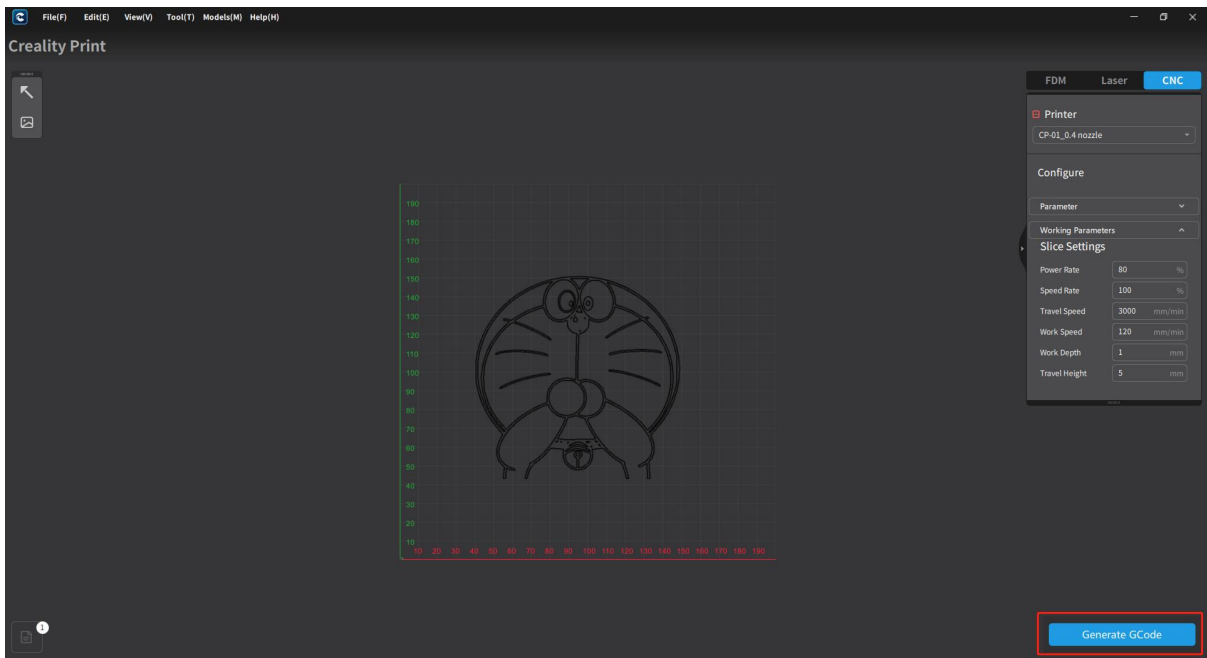 File(F) Edit(E) View(V) Tool(T) Models(M) Help(H)
Creality Print
FDM Laser CNC
Printer
CP-01_0.4 nozzle
Configure
Parameter
Working Parameters
Slice Settings
Power Rate 80 %
Speed Rate 100 %
Travel Speed 3000 mm/min
Work Speed 120 mm/min
Work Depth 1 mm
Travel Height 5 mm
190
180
170
160
150
140
130
120
110
100
90
80
70
60
50
40
30
20
10
10 20 30 40 50 60 70 80 90 100 110 120 130 140 150 160 170 180 190
1
Generate GCode